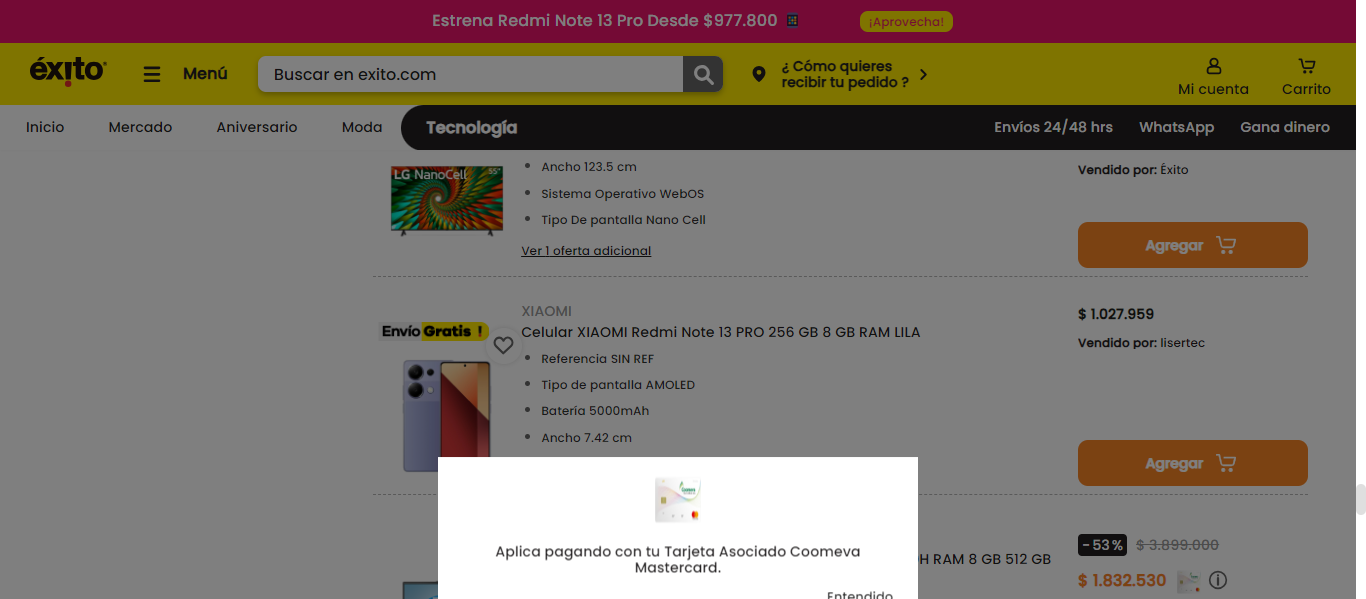 Estrena Redmi Note 13 Pro Desde $977.800
¡Aprovecha!
éxito
Menú
Buscar en exito.com
¿ Cómo quieres
recibir tu pedido ?
Mi cuenta
Carrito
Inicio
Mercado
Aniversario
Moda
Tecnología
Envíos 24/48 hrs
WhatsApp
Gana dinero
LG NanoCell
55"
Ancho 123.5 cm
Sistema Operativo WebOS
Tipo De pantalla Nano Cell
Ver 1 oferta adicional
Vendido por: Éxito
Agregar
Envío Gratis !
XIAOMI
Celular XIAOMI Redmi Note 13 PRO 256 GB 8 GB RAM LILA
Referencia SIN REF
Tipo de pantalla AMOLED
Batería 5000mAh
Ancho 7.42 cm
$ 1.027.959
Vendido por: lisertec
Agregar
Coomeva
Aplica pagando con tu Tarjeta Asociado Coomeva
Mastercard.
Entendido
H RAM 8 GB 512 GB
-53%
$ 3.899.000
$ 1.832.530